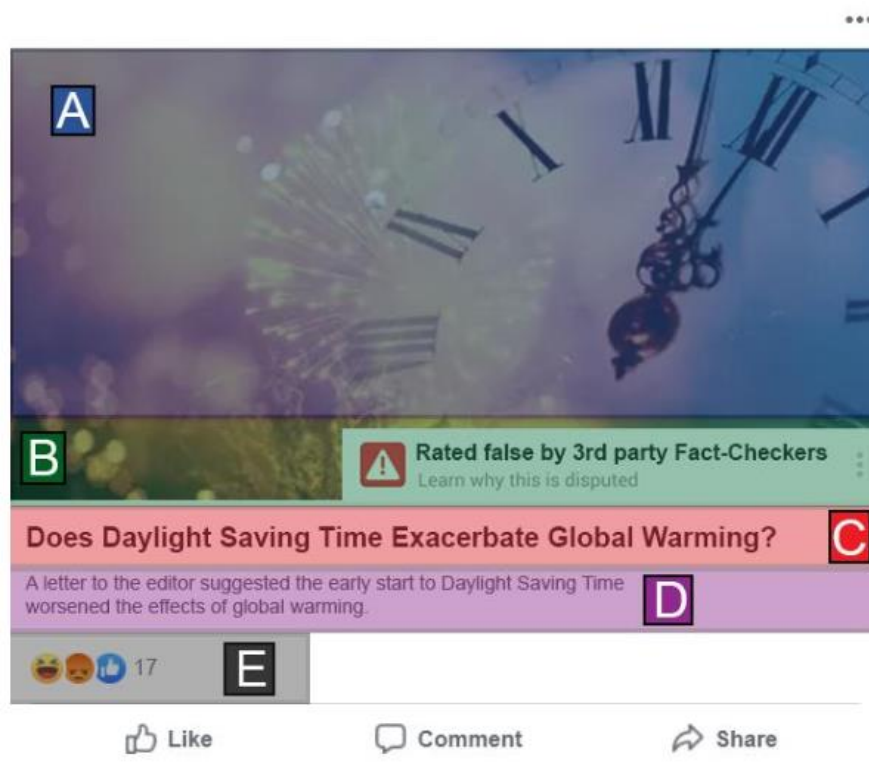 A
B
Rated false by 3rd party Fact-Checkers
Learn why this is disputed
Does Daylight Saving Time Exacerbate Global Warming?
C
A letter to the editor suggested the early start to Daylight Saving Time
worsened the effects of global warming.
D
17
E
Like
Comment
Share